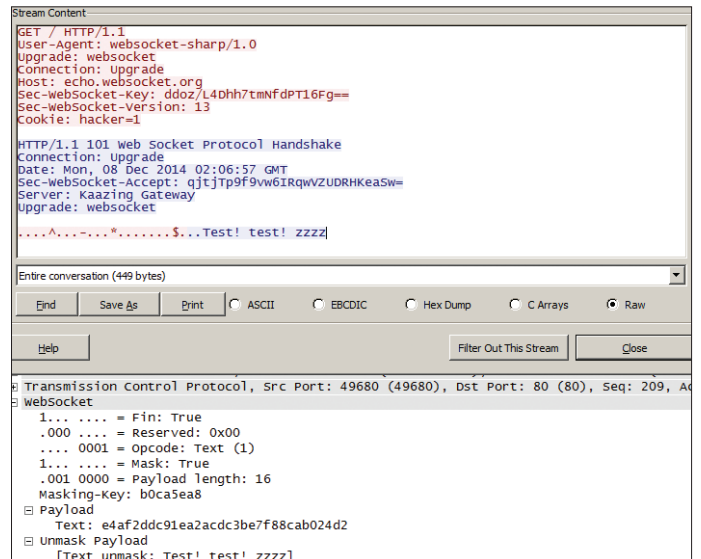 Stream Content
GET / HTTP/1.1
User-Agent: websocket-sharp/1.0
Upgrade: websocket
Connection: Upgrade
Host: echo.websocket.org
Sec-WebSocket-Key: ddoz/L4Dhh7tmNfdPT16Fg==
Sec-WebSocket-Version: 13
Cookie: hacker=1
HTTP/1.1 101 Web Socket Protocol Handshake
Connection: Upgrade
Date: Mon, 08 Dec 2014 02:06:57 GMT
Sec-WebSocket-Accept: qjtjTp9f9vw6IRqwVZUDRHKeaSw=
Server: Kaazing Gateway
Upgrade: websocket
....^...-...*.......$...Test! test! zzzz
Entire conversation (449 bytes)
Find Save As Print ASCII EBCDIC Hex Dump C Arrays Raw
Help Filter Out This Stream Close
Transmission Control Protocol, Src Port: 49680 (49680), Dst Port: 80 (80), Seq: 209, Ac
WebSocket
1... .... = Fin: True
.000 .... = Reserved: 0x00
.... 0001 = Opcode: Text (1)
1... .... = Mask: True
.001 0000 = Payload length: 16
Masking-Key: b0ca5ea8
Payload
Text: e4af2ddc91ea2acdc3be7f88cab024d2
Unmask Payload
[Text unmask: Test! test! zzzz]